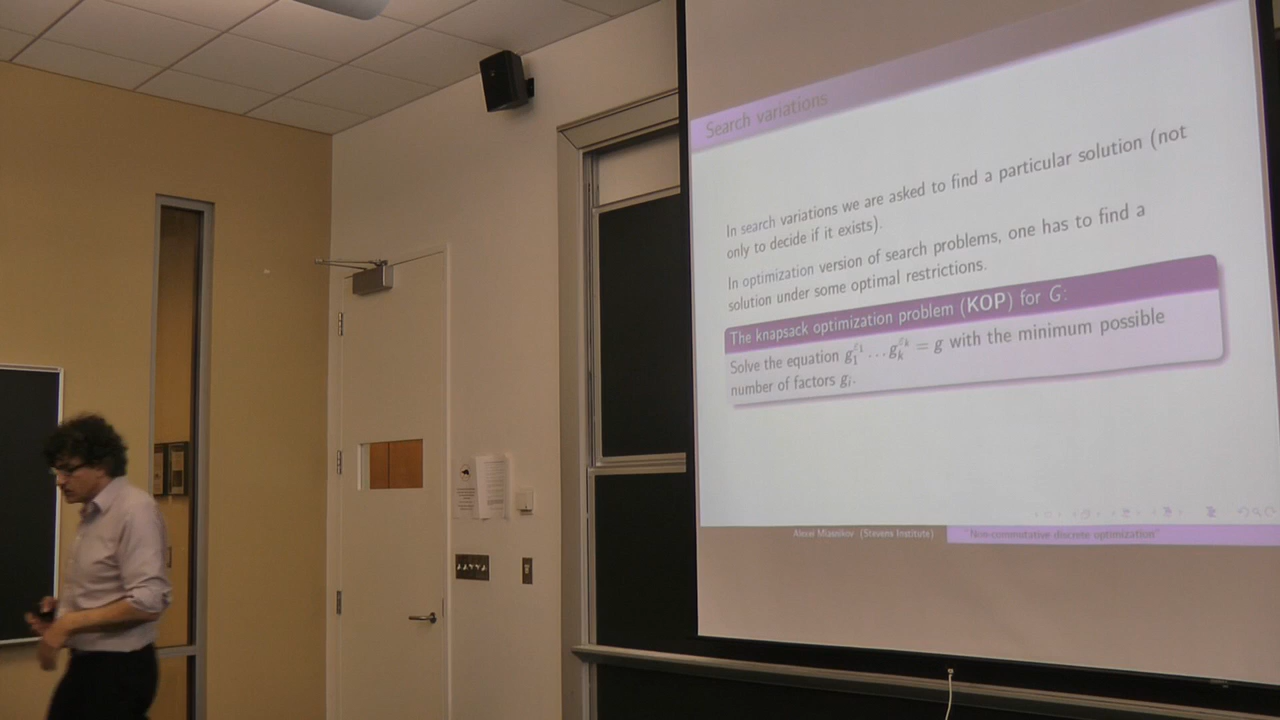 Search variations
In search variations we are asked to find a particular solution (not
only to decide if it exists).
In optimization version of search problems, one has to find a
solution under some optimal restrictions.
The knapsack optimization problem (KOP) for G:
Solve the equation g₁^ε₁ … gₖ^εₖ = g with the minimum possible
number of factors gᵢ.
Alexei Miasnikov (Stevens Institute)
"Non-commutative discrete optimization"